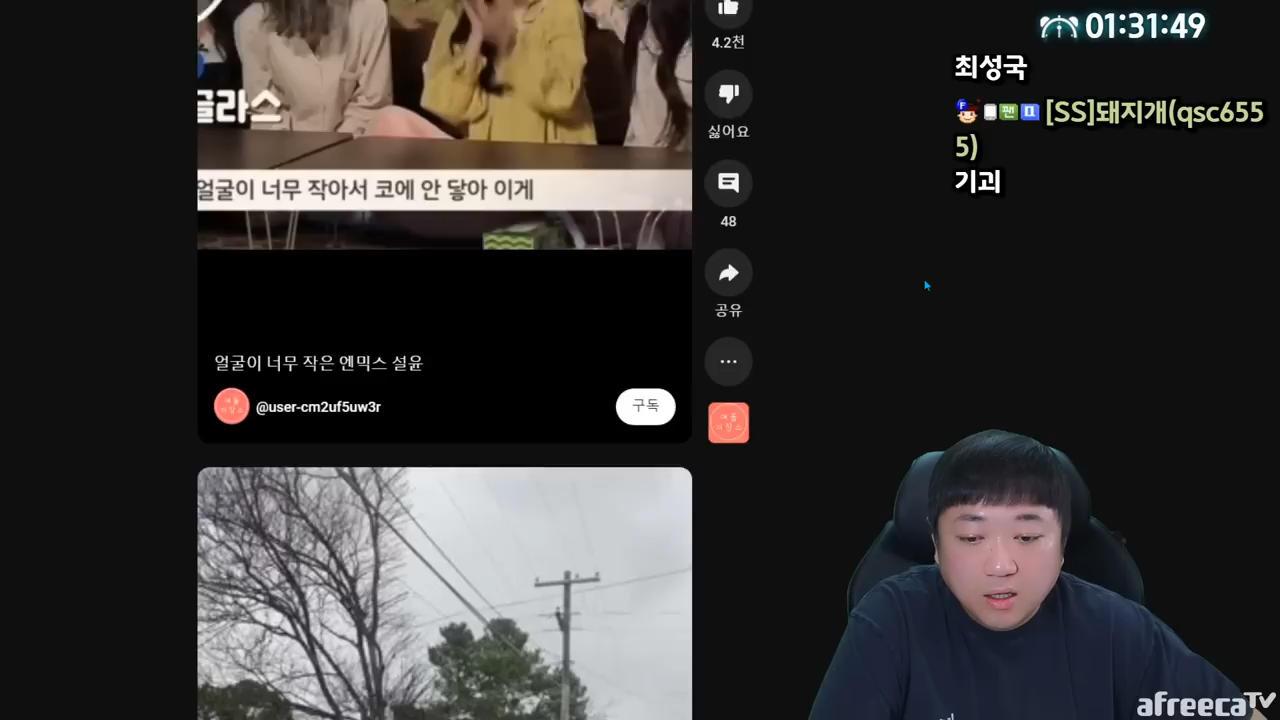 01:31:49
최성국
[SS]돼지개(qsc655
5)
기괴
4.2천
글라스
싫어요
얼굴이 너무 작아서 코에 안 닿아 이게
48
공유
얼굴이 너무 작은 엔믹스 설윤
@user-cm2uf5uw3r
구독
afreecaTV